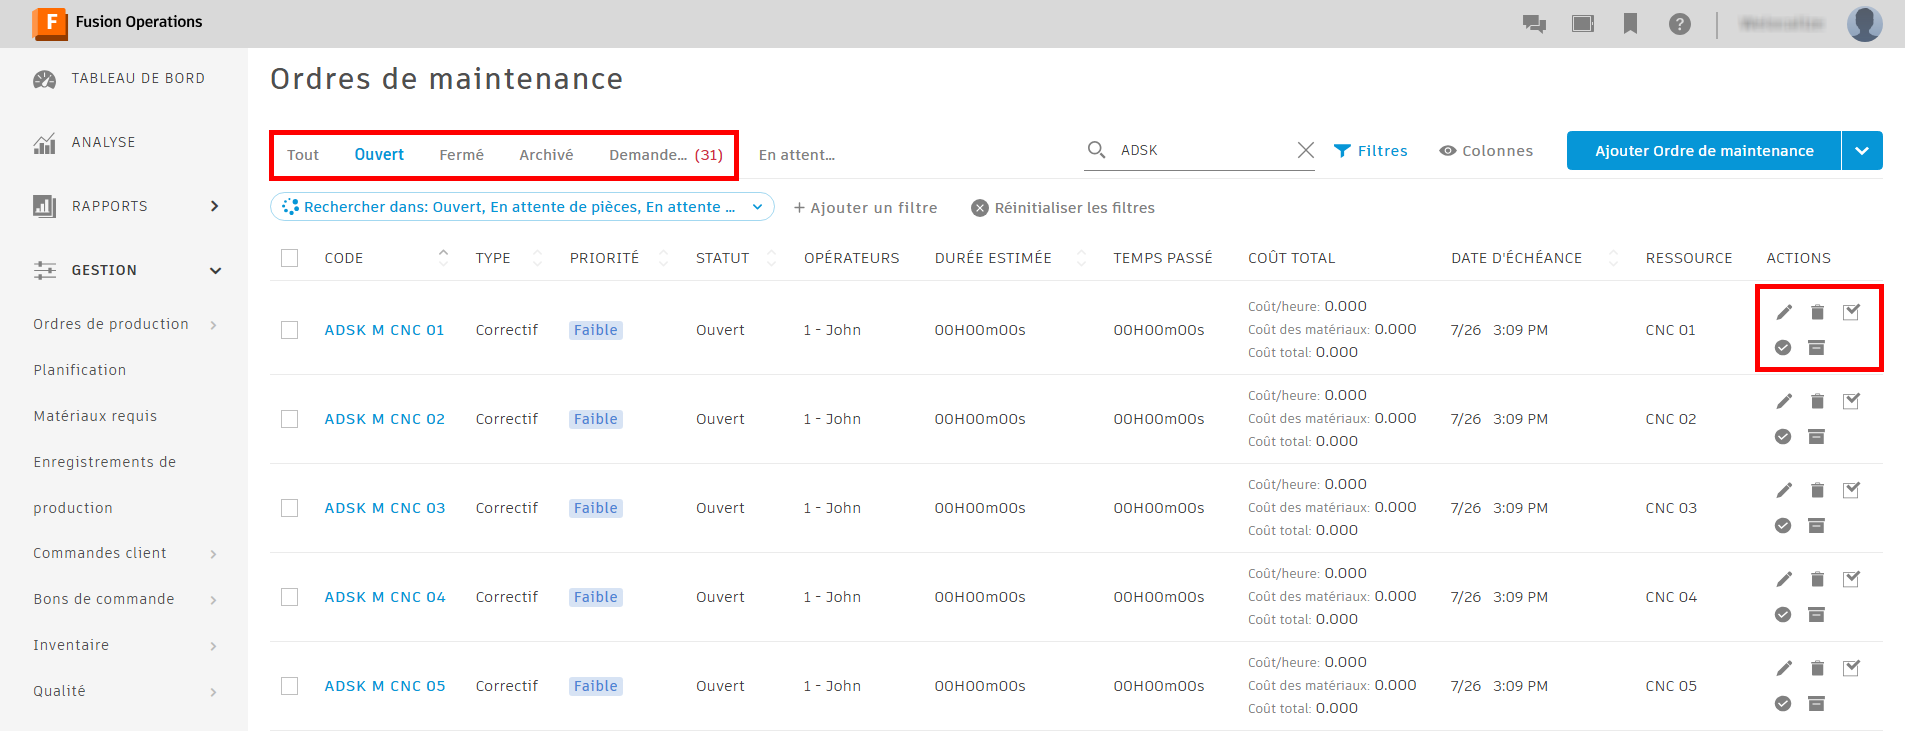 F Fusion Operations
TABLEAU DE BORD
ANALYSE
RAPPORTS
GESTION
Ordres de production
Planification
Matériaux requis
Enregistrements de
production
Commandes client
Bons de commande
Inventaire
Qualité
Ordres de maintenance
Tout Ouvert Fermé Archivé Demande... (31) En attent... ADSK Filtres Colonnes Ajouter Ordre de maintenance
Rechercher dans: Ouvert, En attente de pièces, En attente ... + Ajouter un filtre Réinitialiser les filtres
CODE TYPE PRIORITÉ STATUT OPÉRATEURS DURÉE ESTIMÉE TEMPS PASSÉ COÛT TOTAL DATE D'ÉCHÉANCE RESSOURCE ACTIONS
Coût/heure: 0.000
ADSK M CNC 01 Correctif Faible Ouvert 1 - John 00H00m00s 00H00m00s Coût des matériaux: 0.000 7/26 3:09 PM CNC 01
Coût total: 0.000
Coût/heure: 0.000
ADSK M CNC 02 Correctif Faible Ouvert 1 - John 00H00m00s 00H00m00s Coût des matériaux: 0.000 7/26 3:09 PM CNC 02
Coût total: 0.000
Coût/heure: 0.000
ADSK M CNC 03 Correctif Faible Ouvert 1 - John 00H00m00s 00H00m00s Coût des matériaux: 0.000 7/26 3:09 PM CNC 03
Coût total: 0.000
Coût/heure: 0.000
ADSK M CNC 04 Correctif Faible Ouvert 1 - John 00H00m00s 00H00m00s Coût des matériaux: 0.000 7/26 3:09 PM CNC 04
Coût total: 0.000
Coût/heure: 0.000
ADSK M CNC 05 Correctif Faible Ouvert 1 - John 00H00m00s 00H00m00s Coût des matériaux: 0.000 7/26 3:09 PM CNC 05
Coût total: 0.000